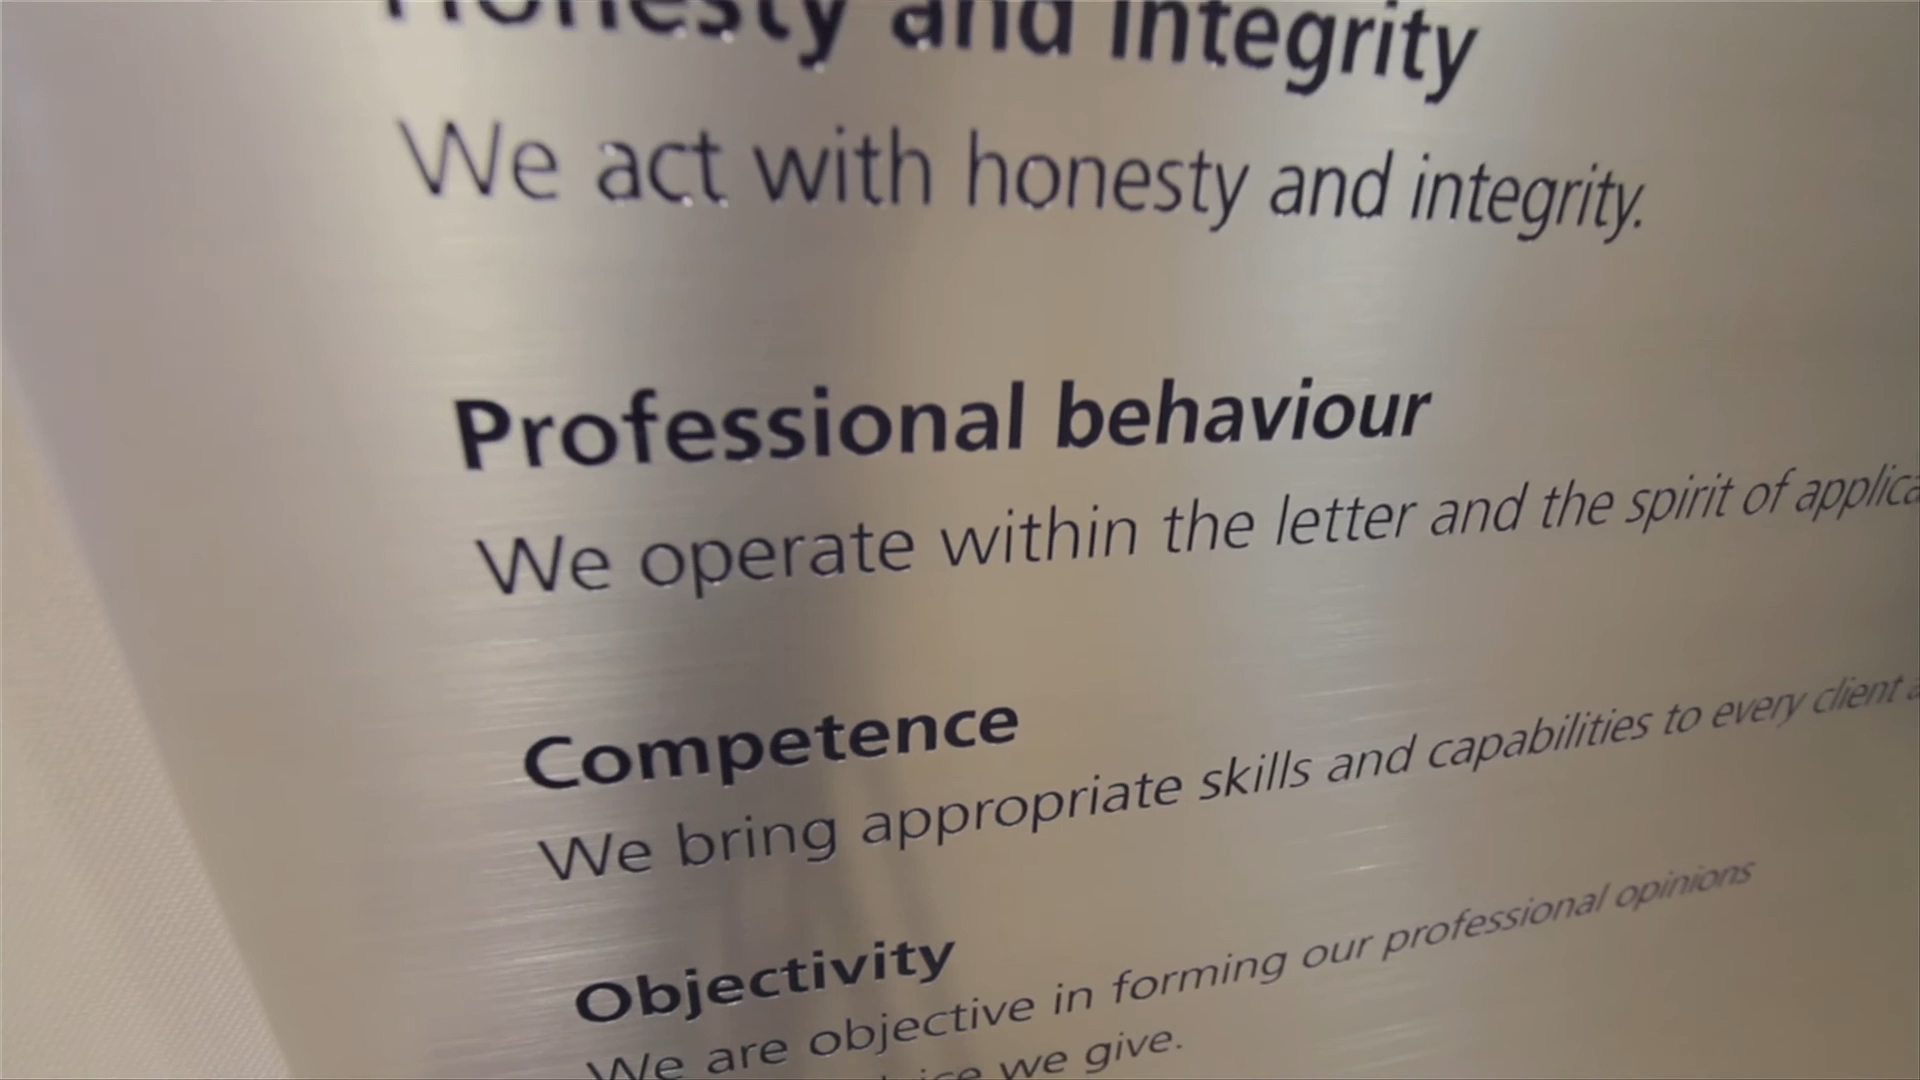 Honesty and integrity
We act with honesty and integrity.
Professional behaviour
We operate within the letter and the spirit of
Competence
We bring appropriate skills and capabilities to every client
Objectivity
We are objective in forming our professional opinions
we give.